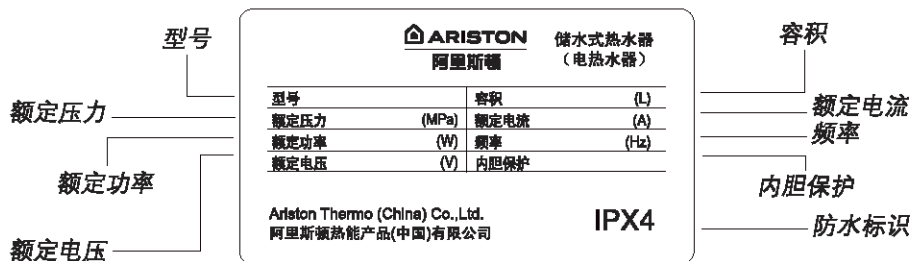 型号
容积
额定压力
额定电流
频率
额定功率
内胆保护
额定电压
防水标识
ARISTON
阿里斯顿
储水式热水器
（电热水器）
型号 容积 (L)
额定压力 (MPa) 额定电流 (A)
额定功率 (W) 频率 (Hz)
额定电压 (V) 内胆保护
Ariston Thermo (China) Co.,Ltd.
阿里斯顿热能产品(中国)有限公司
IPX4